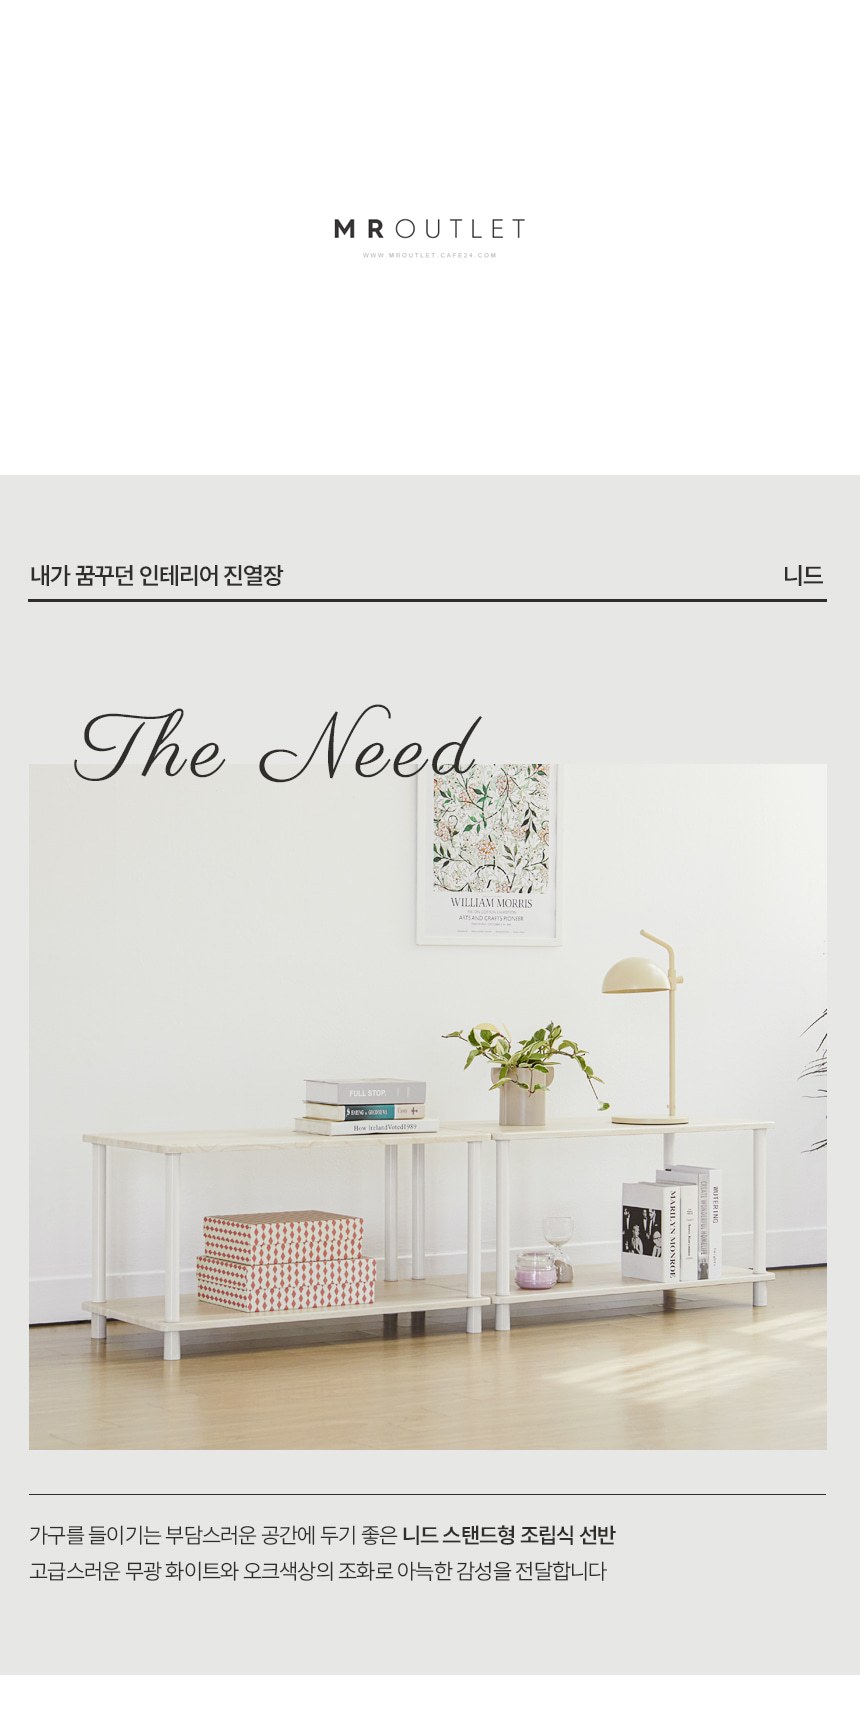 MR OUTLET
WWW.MROUTLET.CAFE24.COM
내가 꿈꾸던 인테리어 진열장
니드
The Need
WILLIAM MORRIS
ARTS AND CRAFTS PIONEER
FULL STOP.
How irelandVoted1989
MARILYN MONROE
가구를 들이기는 부담스러운 공간에 두기 좋은 니드 스탠드형 조립식 선반
고급스러운 무광 화이트와 오크색상의 조화로 아늑한 감성을 전달합니다